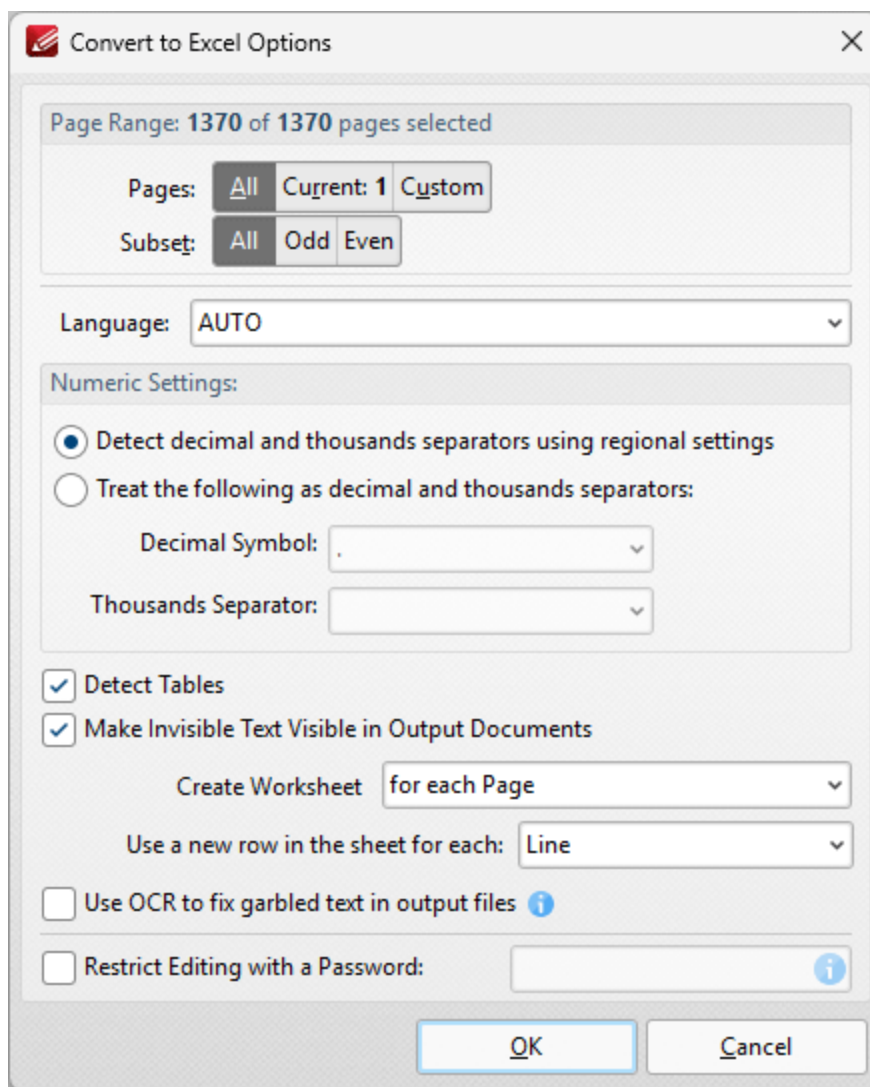 Convert to Excel Options
Page Range: 1370 of 1370 pages selected
Pages: All Current: 1 Custom
Subset: All Odd Even
Language: AUTO
Numeric Settings:
Detect decimal and thousands separators using regional settings
Treat the following as decimal and thousands separators:
Decimal Symbol: .
Thousands Separator:
Detect Tables
Make Invisible Text Visible in Output Documents
Create Worksheet for each Page
Use a new row in the sheet for each: Line
Use OCR to fix garbled text in output files i
Restrict Editing with a Password: i
OK Cancel